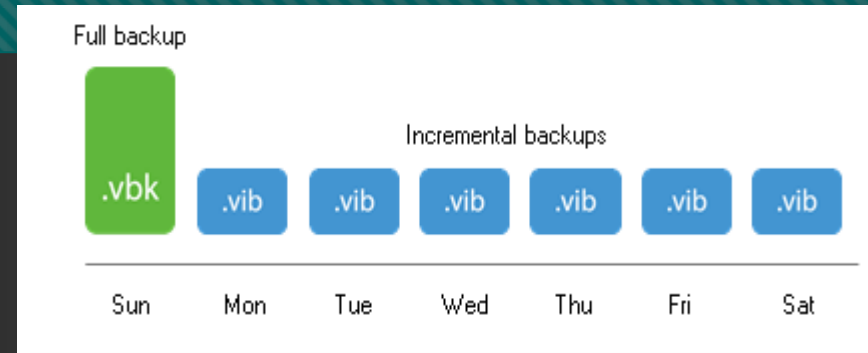 Full backup
Incremental backups
.vbk .vib .vib .vib .vib .vib .vib
Sun Mon Tue Wed Thu Fri Sat